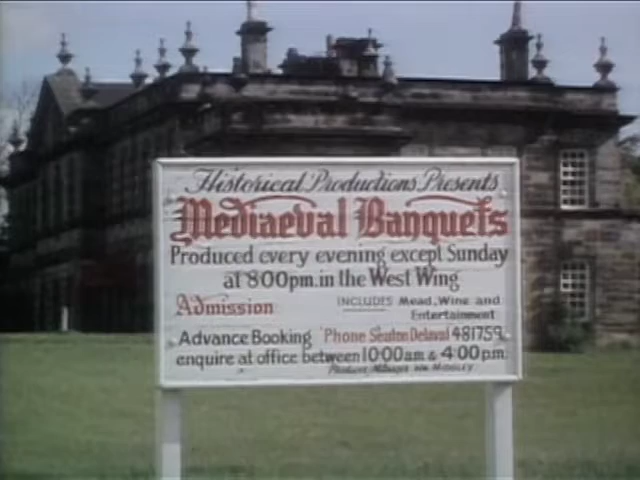 Historical Productions Presents
Mediaeval Banquets
Produced every evening except Sunday
at 8:00pm. in the West Wing
Admission INCLUDES Mead, Wine and
Entertainment
Advance Booking 'Phone Seaton Delaval 481759
enquire at office between 10:00am & 4:00pm.